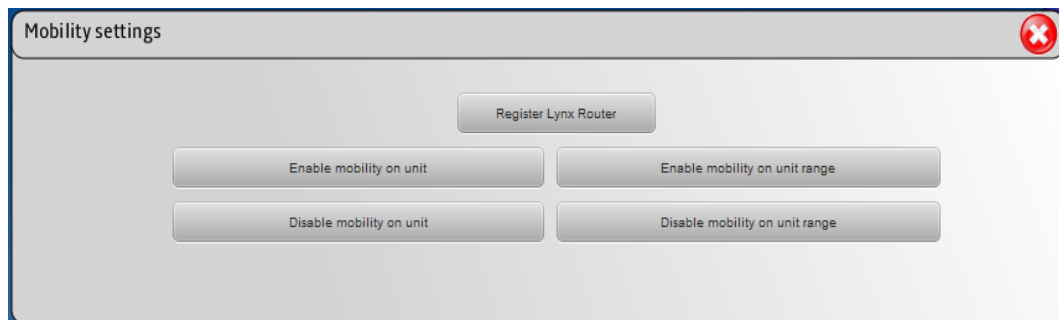 Mobility settings
Register Lynx Router
Enable mobility on unit
Enable mobility on unit range
Disable mobility on unit
Disable mobility on unit range